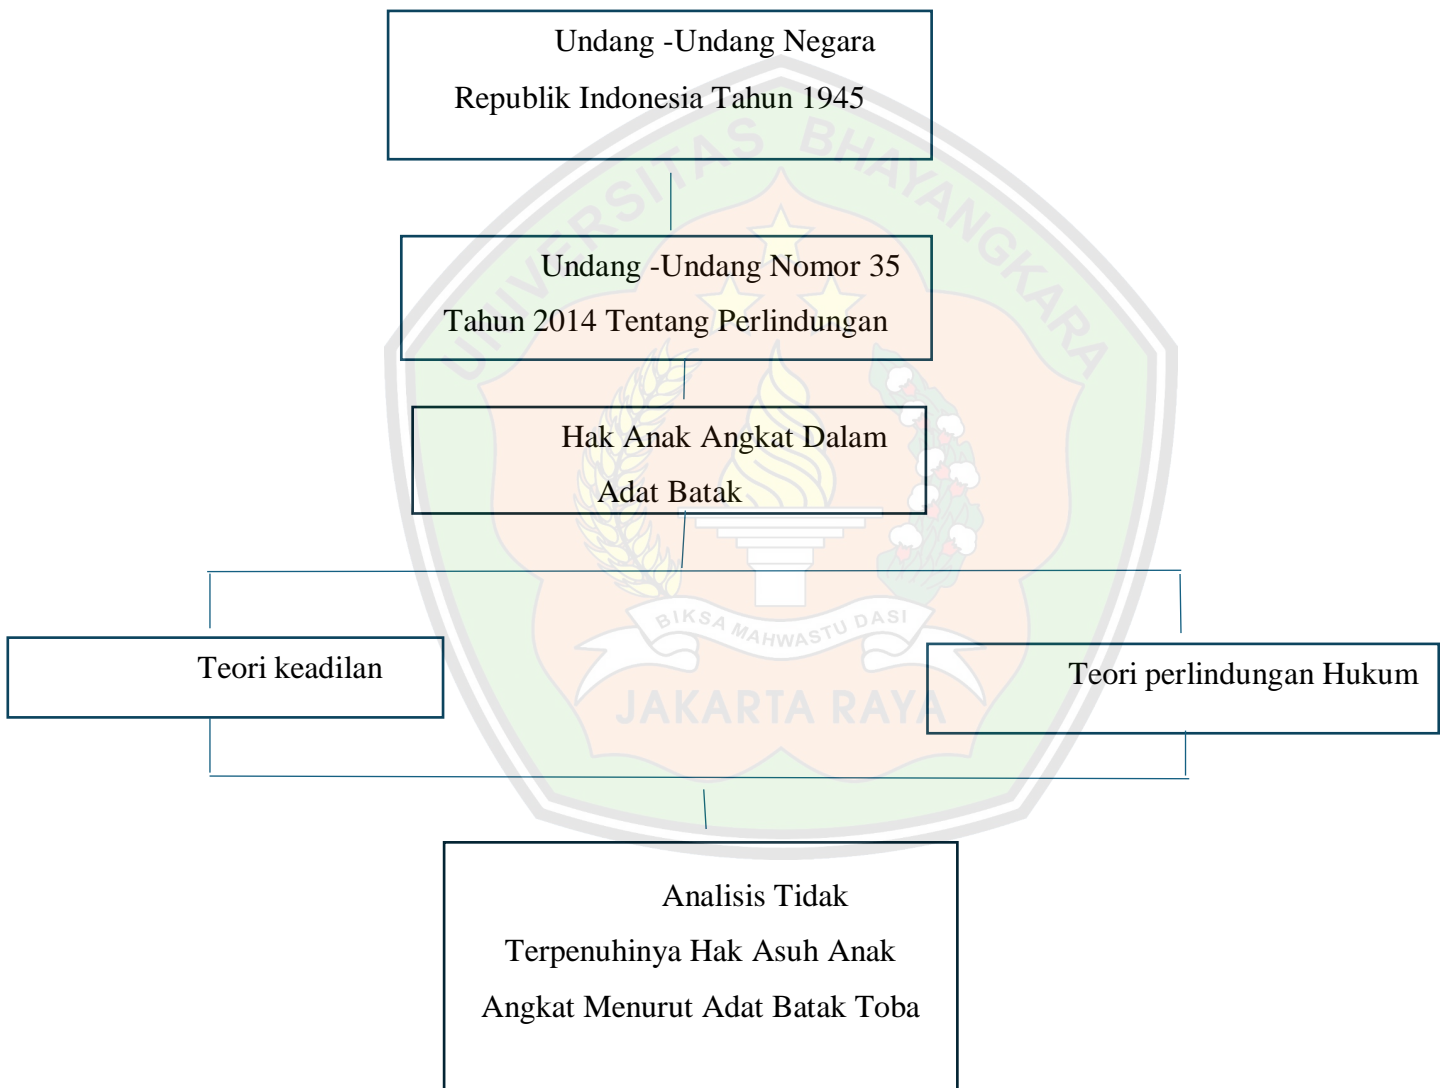 Undang -Undang Negara
Republik Indonesia Tahun 1945
UNIVERSITAS BHAYANGKARA
Undang -Undang Nomor 35
Tahun 2014 Tentang Perlindungan
Hak Anak Angkat Dalam
Adat Batak
BIKSA MAHWASTU DASI
Teori keadilan
Teori perlindungan Hukum
JAKARTA RAYA
Analisis Tidak
Terpenuhinya Hak Asuh Anak
Angkat Menurut Adat Batak Toba